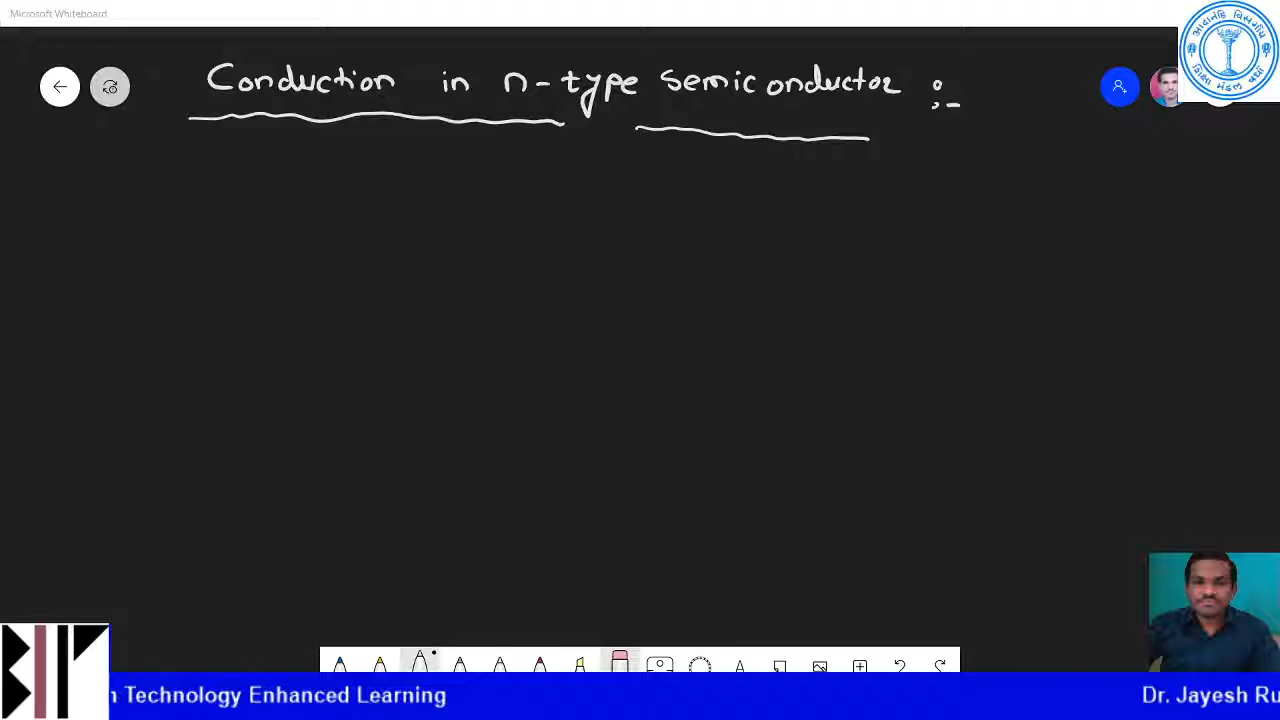 Microsoft Whiteboard
Conduction in n-type semiconductor :-
Technology Enhanced Learning
Dr. Jayesh Ru